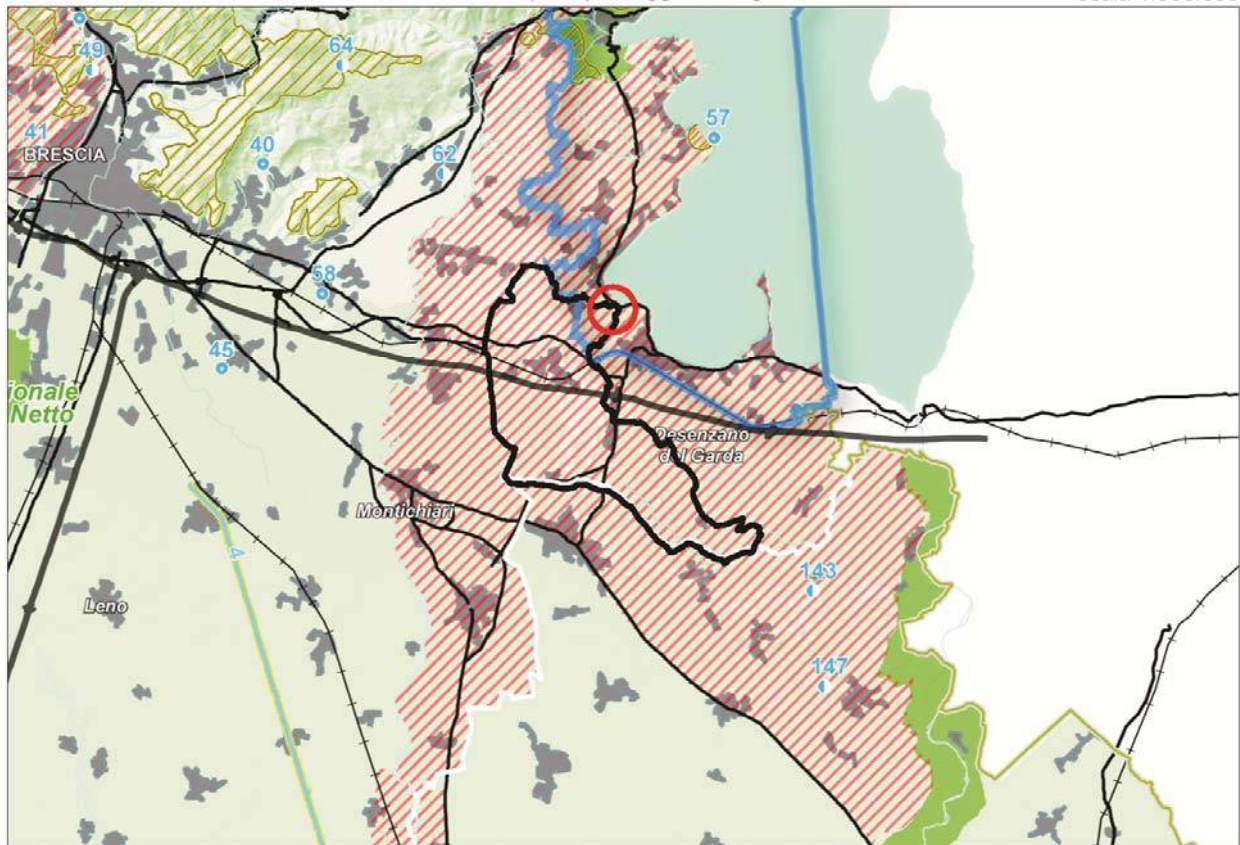 49
64
57
41
BRESCIA
40
62
58
45
ionale
Netto
Desenzano
del Garda
Montichiari
4
143
Leno
147